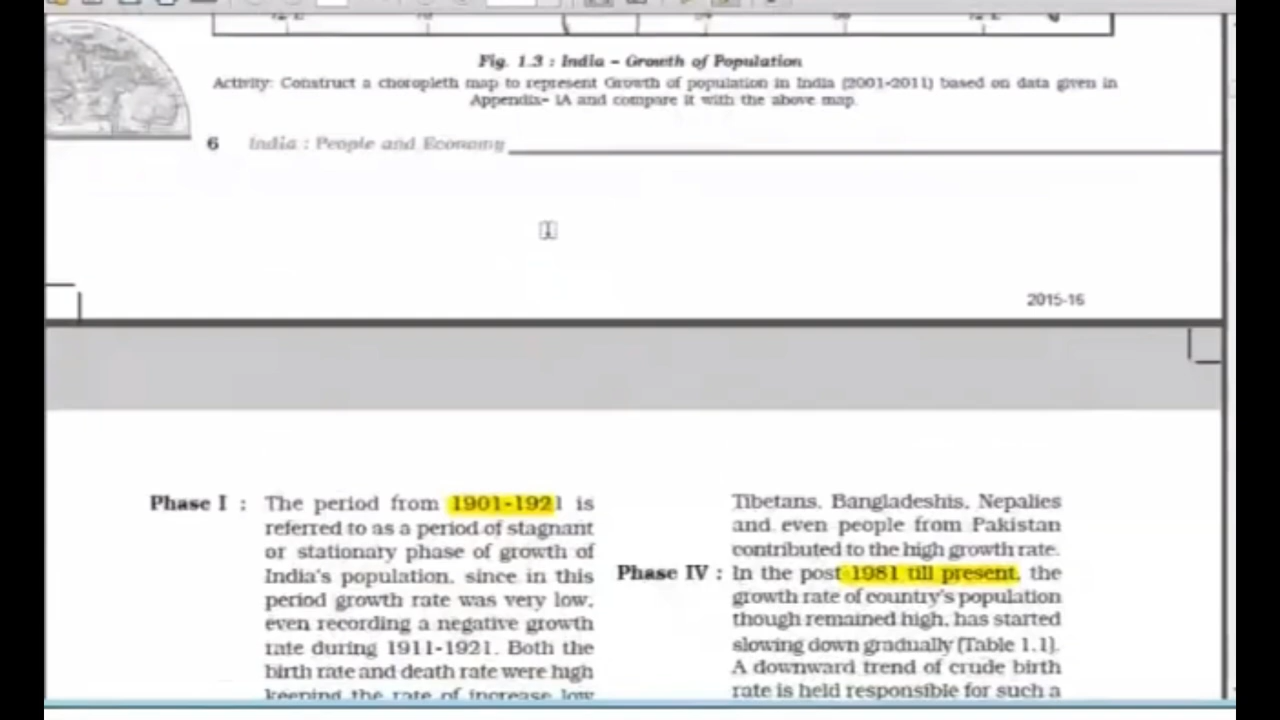 Fig. 1.3 : India – Growth of Population
Activity: Construct a choropleth map to represent Growth of population in India (2001-2011) based on data given in
Appendix- IA and compare it with the above map.
6 India : People and Economy
2015-16
Phase I : The period from 1901-1921 is
referred to as a period of stagnant
or stationary phase of growth of
India's population, since in this
period growth rate was very low,
even recording a negative growth
rate during 1911-1921. Both the
birth rate and death rate were high
keeping the rate of increase low
Tibetans, Bangladeshis, Nepalies
and even people from Pakistan
contributed to the high growth rate.
Phase IV : In the post 1981 till present, the
growth rate of country's population
though remained high, has started
slowing down gradually (Table 1.1).
A downward trend of crude birth
rate is held responsible for such a